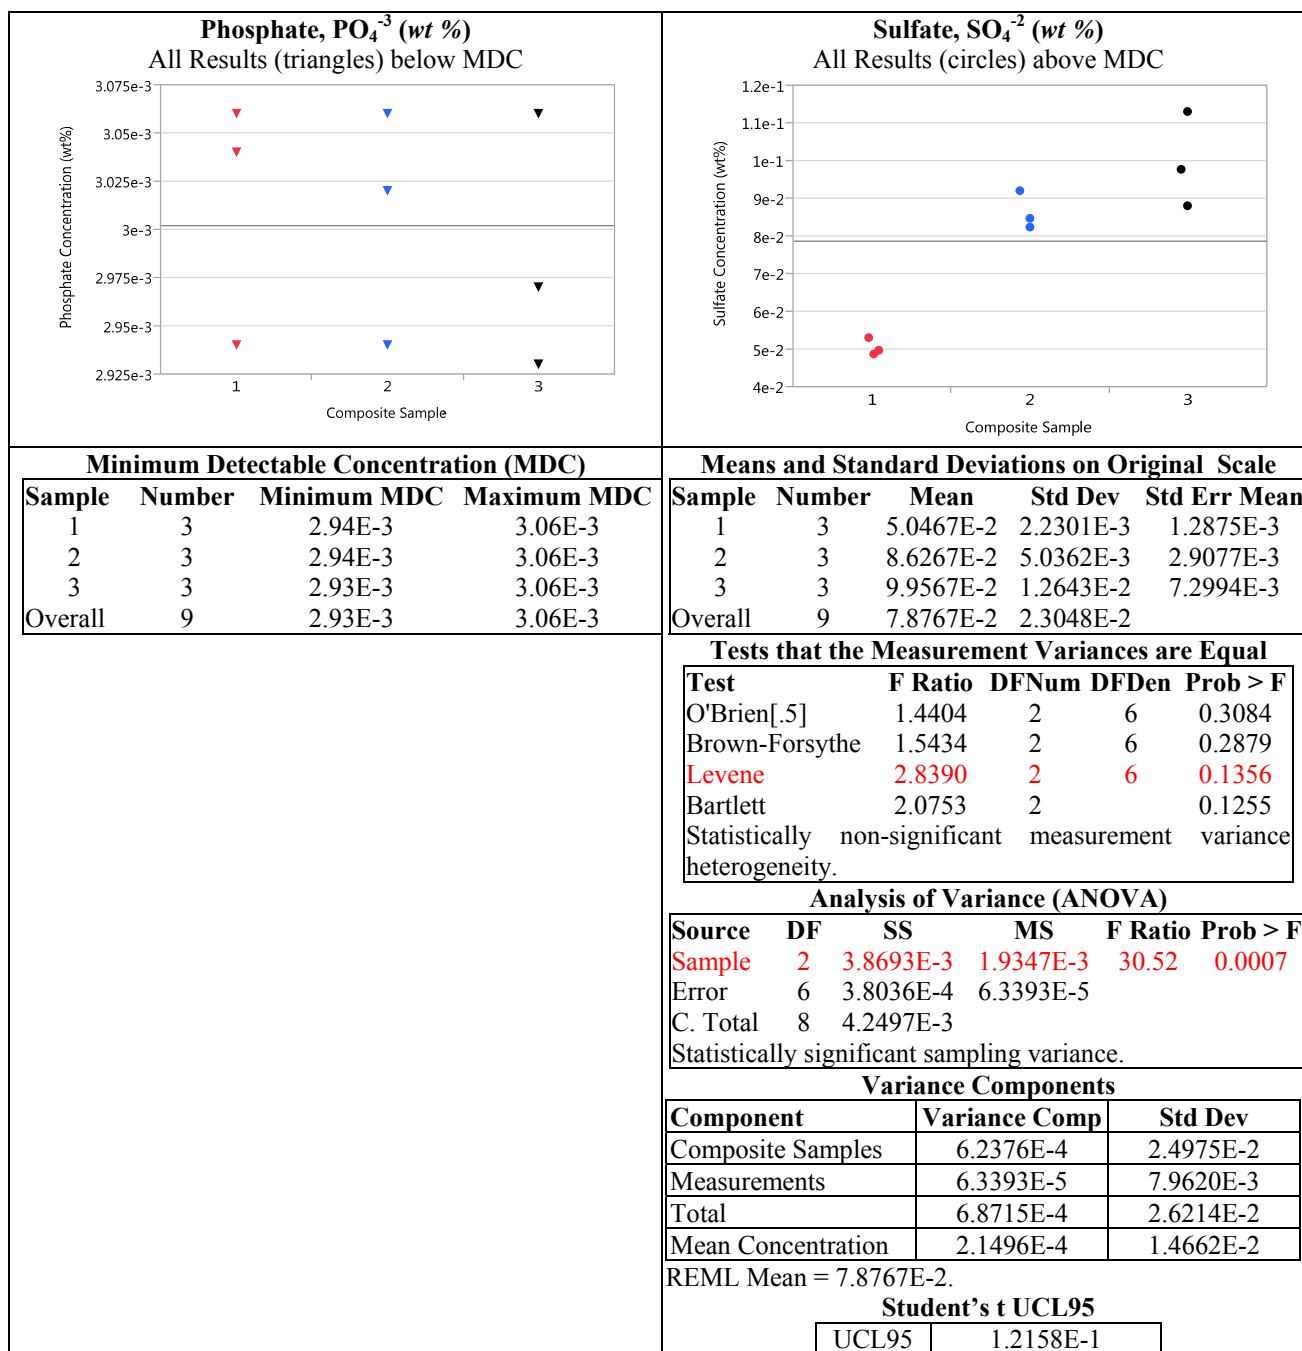 Phosphate, PO4-3 (wt %)
All Results (triangles) below MDC
3.075e-3
3.05e-3
3.025e-3
3e-3
2.975e-3
2.95e-3
2.925e-3
Phosphate Concentration (wt%)
1 2 3
Composite Sample
Sulfate, SO4-2 (wt %)
All Results (circles) above MDC
1.2e-1
1.1e-1
1e-1
9e-2
8e-2
7e-2
6e-2
5e-2
4e-2
Sulfate Concentration (wt%)
1 2 3
Composite Sample
Minimum Detectable Concentration (MDC)
Sample Number Minimum MDC Maximum MDC
1 3 2.94E-3 3.06E-3
2 3 2.94E-3 3.06E-3
3 3 2.93E-3 3.06E-3
Overall 9 2.93E-3 3.06E-3
Means and Standard Deviations on Original Scale
Sample Number Mean Std Dev Std Err Mean
1 3 5.0467E-2 2.2301E-3 1.2875E-3
2 3 8.6267E-2 5.0362E-3 2.9077E-3
3 3 9.9567E-2 1.2643E-2 7.2994E-3
Overall 9 7.8767E-2 2.3048E-2
Tests that the Measurement Variances are Equal
Test F Ratio DFNum DFDen Prob > F
O'Brien[.5] 1.4404 2 6 0.3084
Brown-Forsythe 1.5434 2 6 0.2879
Levene 2.8390 2 6 0.1356
Bartlett 2.0753 2 0.1255
Statistically non-significant measurement variance
heterogeneity.
Analysis of Variance (ANOVA)
Source DF SS MS F Ratio Prob > F
Sample 2 3.8693E-3 1.9347E-3 30.52 0.0007
Error 6 3.8036E-4 6.3393E-5
C. Total 8 4.2497E-3
Statistically significant sampling variance.
Variance Components
Component Variance Comp Std Dev
Composite Samples 6.2376E-4 2.4975E-2
Measurements 6.3393E-5 7.9620E-3
Total 6.8715E-4 2.6214E-2
Mean Concentration 2.1496E-4 1.4662E-2
REML Mean = 7.8767E-2.
Student's t UCL95
UCL95 1.2158E-1